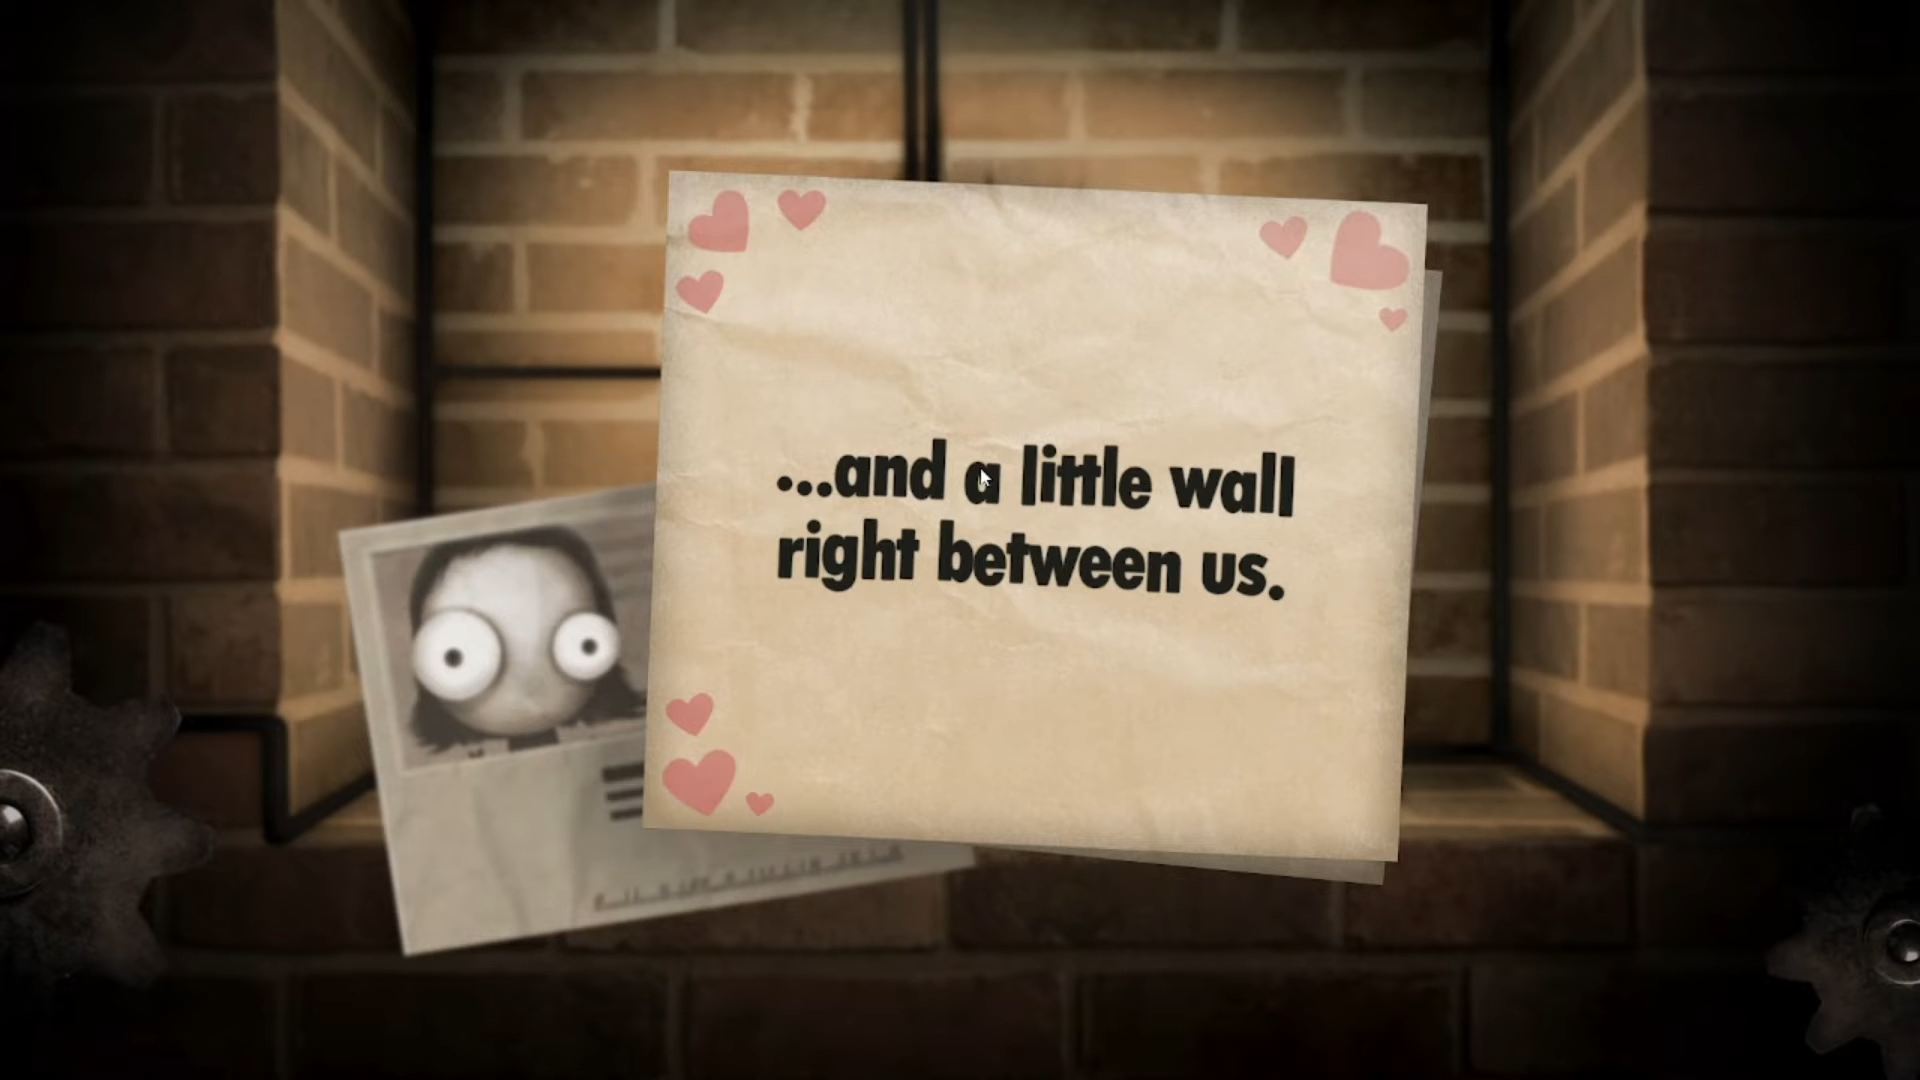 ...and a little wall
right between us.